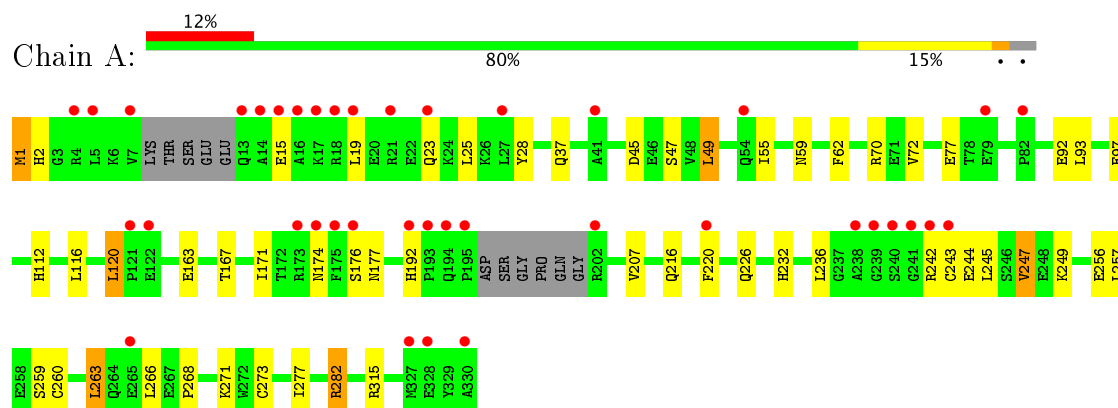 12%
Chain A:
80% 15% • •
M1 H2 G3 R4 L5 K6 V7 LYS THR SER GLU GLU Q13 A14 E15 A16 K17 R18 L19 E20 R21 E22 Q23 K24 L25 K26 L27 Y28 Q37 A41 D45 E46 S47 V48 L49 Q54 I55 N59 F62 R70 E71 V72 E77 T78 E79 P82 E92 L93
H112 L116 L120 P121 E122 E163 T167 I171 T172 R173 N174 F175 S176 N177 H192 P193 Q194 P195 ASP SER GLY PRO GLN GLY R202 V207 Q216 F220 Q226 H232 L236 G237 A238 G239 S240 G241 R242 C243 E244 L245 S246 V247 E248 K249 E256 L257
E258 S259 C260 L263 Q264 E265 L266 E267 P268 K271 W272 C273 I277 R282 R315 M327 E328 Y329 A330